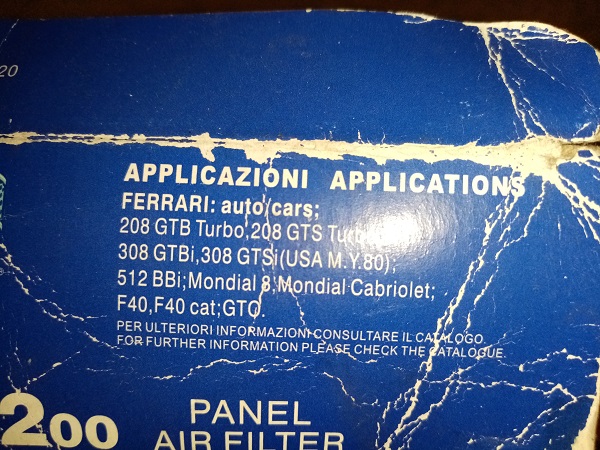 20
APPLICAZIONI APPLICATIONS
FERRARI: auto/cars;
208 GTB Turbo,208 GTS
308 GTBi,308 GTSi(USA M.Y.80);
512 BBi;Mondial 8,Mondial Cabriolet;
F40,F40 cat;GTO.
PER ULTERIORI INFORMAZIONI CONSULTARE IL CATALOGO.
FOR FURTHER INFORMATION PLEASE CHECK THE CATALOGUE.
200
PANEL
AIR FILTER